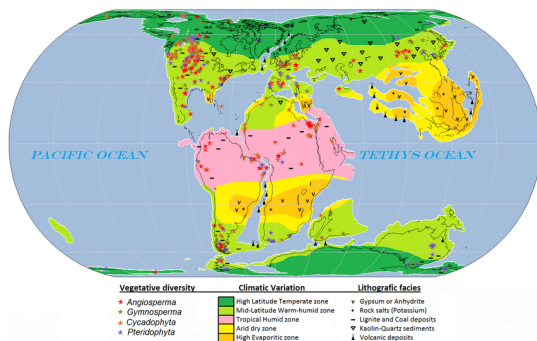 PACIFIC OCEAN
TETHYS OCEAN
Vegetative diversity
Angiosperma
Gymnosperma
Cycadophyta
Pteridophyta
Climatic Variation
High Latitude Temperate zone
Mid-Latitude Warm-humid zone
Tropical Humid zone
Arid dry zone
High Evaporitic zone
Lithografic facies
v Gypsum or Anhydrite
Rock salts (Potassium)
Lignite and Coal deposits
Kaolin-Quartz sediments
Volcanic deposits